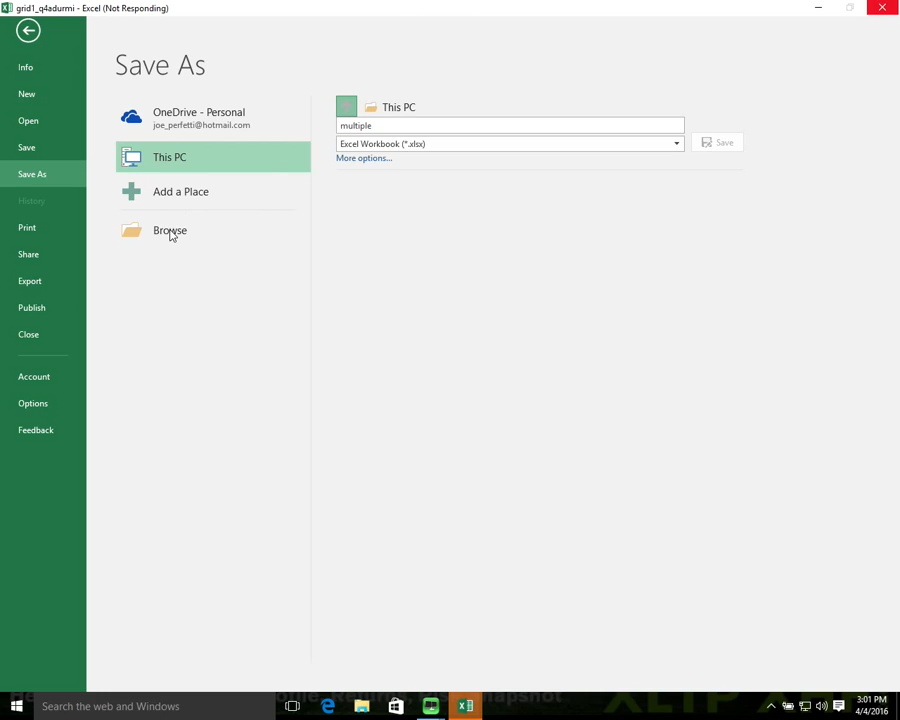 grid1_q4adurmi - Excel (Not Responding)
Info
New
Open
Save
Save As
History
Print
Share
Export
Publish
Close
Account
Options
Feedback
Save As
OneDrive - Personal
joe_perfetti@hotmail.com
This PC
Add a Place
Browse
This PC
multiple
Excel Workbook (*.xlsx)
Save
More options...
Search the web and Windows
3:01 PM
4/4/2016